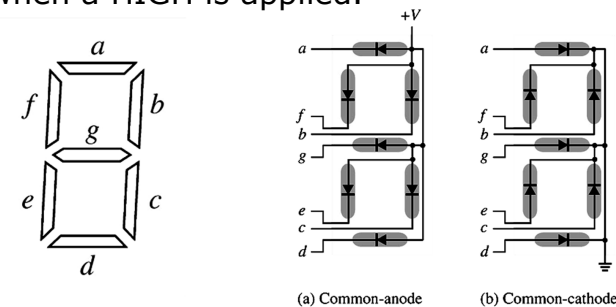 when a HIGH is applied.
a
f
b
g
e
c
d
+V
a
f
b
g
e
c
d
(a) Common-anode
a
f
b
g
e
c
d
(b) Common-cathode